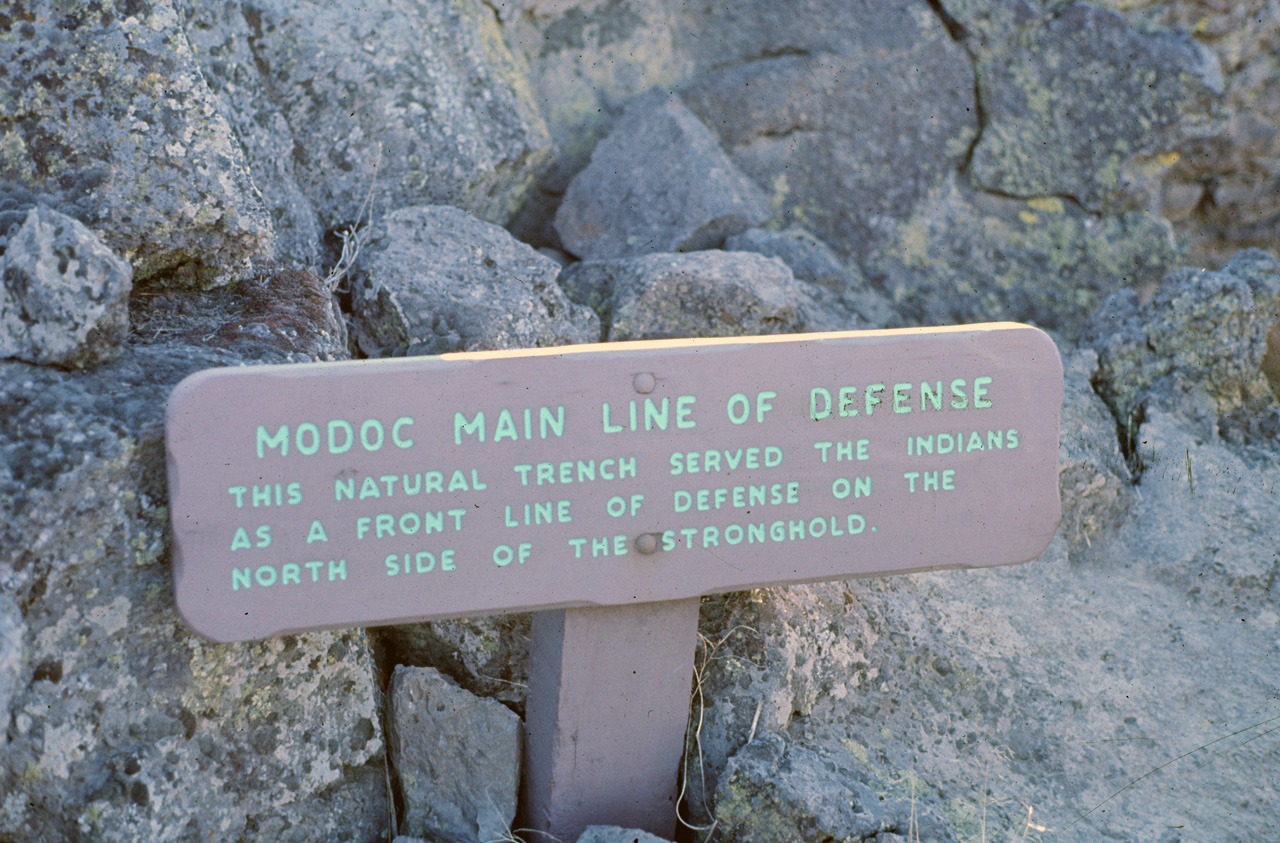 MODOC MAIN LINE OF DEFENSE
THIS NATURAL TRENCH SERVED THE INDIANS
AS A FRONT LINE OF DEFENSE ON THE
NORTH SIDE OF THE STRONGHOLD.